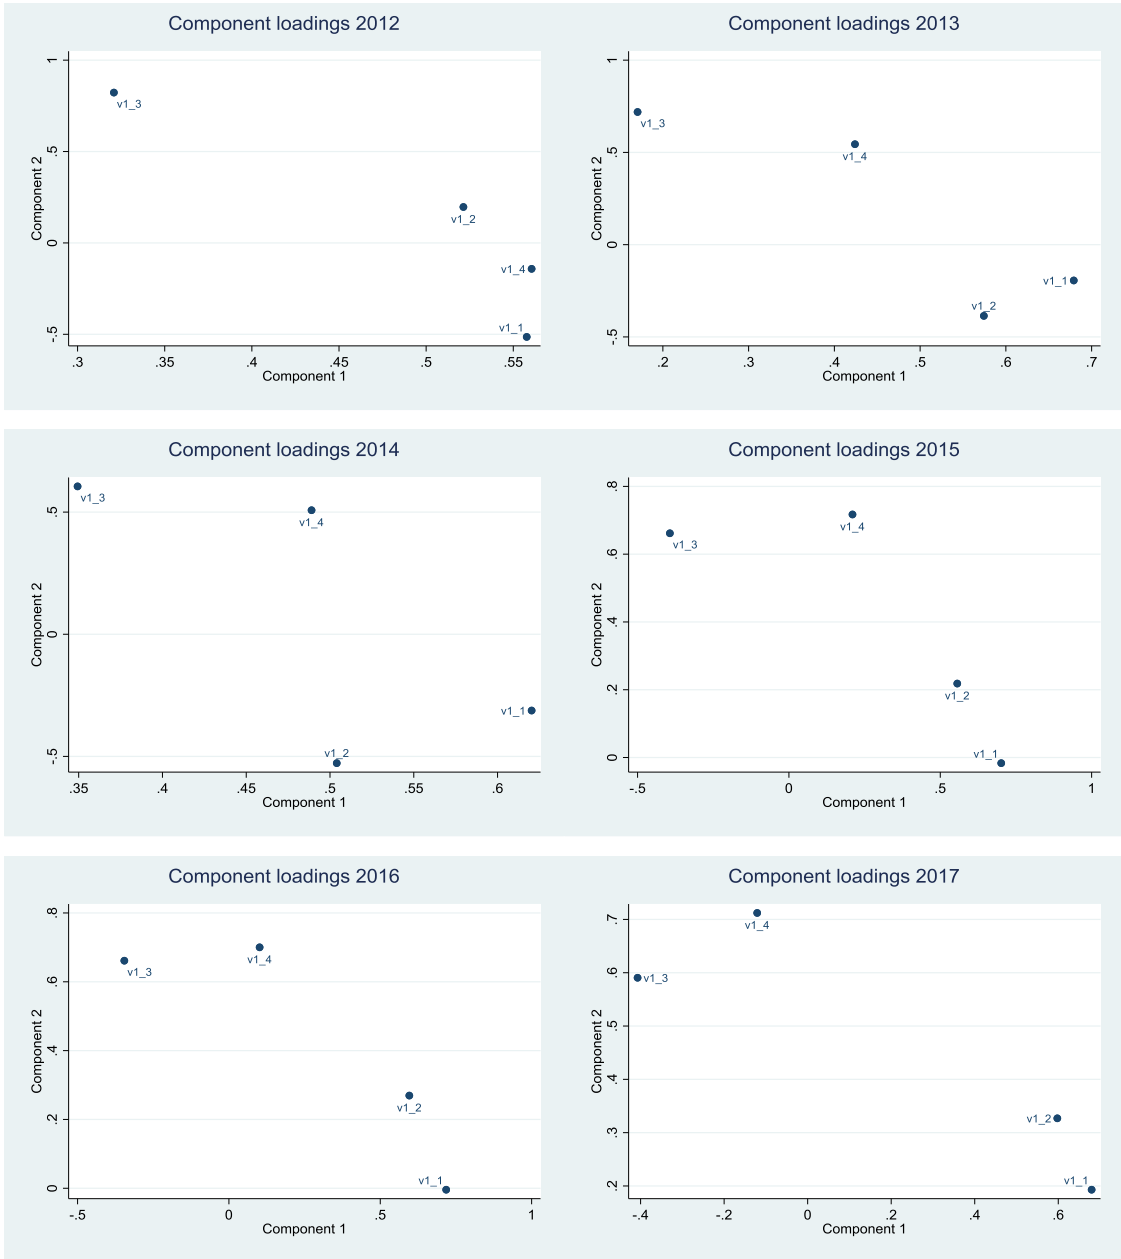 Component loadings 2012
Component 2
1
.5
0
-.5
v1_3
v1_2
v1_4
v1_1
.3 .35 .4 .45 .5 .55
Component 1
Component loadings 2013
Component 2
1
.5
0
-.5
v1_3
v1_4
v1_1
v1_2
.2 .3 .4 .5 .6 .7
Component 1
Component loadings 2014
Component 2
.5
0
-.5
v1_3
v1_4
v1_1
v1_2
.35 .4 .45 .5 .55 .6
Component 1
Component loadings 2015
Component 2
.8
.6
.4
.2
0
v1_4
v1_3
v1_2
v1_1
-.5 0 .5 1
Component 1
Component loadings 2016
Component 2
.8
.6
.4
.2
0
v1_4
v1_3
v1_2
v1_1
-.5 0 .5 1
Component 1
Component loadings 2017
Component 2
.7
.6
.5
.4
.3
.2
v1_4
v1_3
v1_2
v1_1
-.4 -.2 0 .2 .4 .6
Component 1